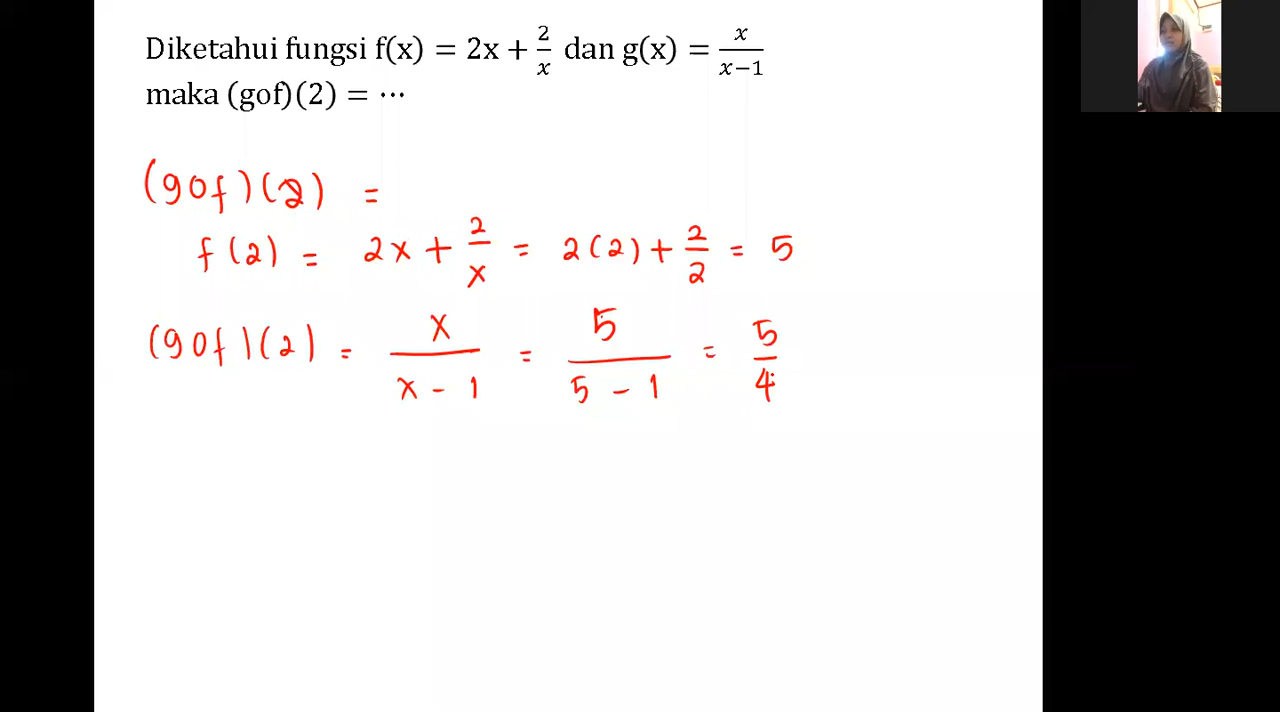 Diketahui fungsi f(x) = 2x + 2/x dan g(x) = x/(x−1)
maka (gof)(2) = ⋯
(gof)(2) =
f(2) = 2x + 2/x = 2(2) + 2/2 = 5
(gof)(2) = x/(x - 1) = 5/(5 - 1) = 5/4